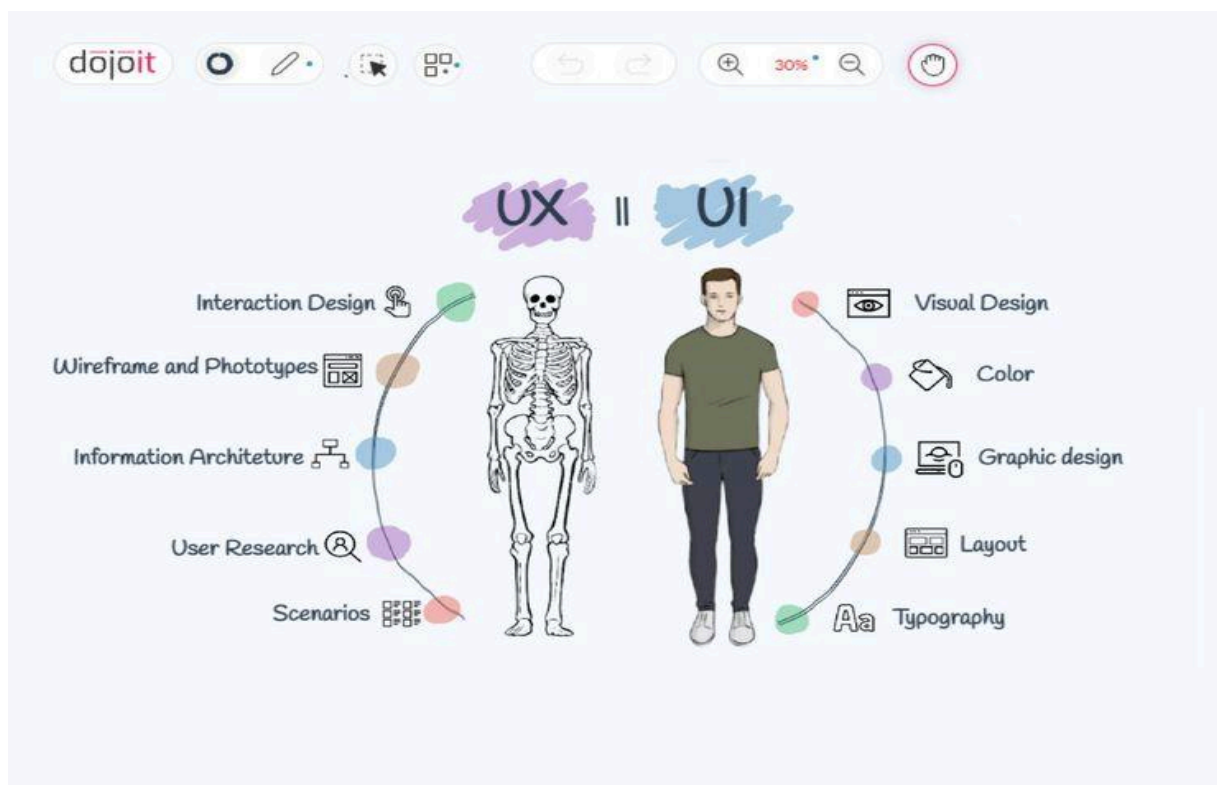 dojoit
30%
UX || UI
Interaction Design
Wireframe and Phototypes
Information Architeture
User Research
Scenarios
Visual Design
Color
Graphic design
Layout
Aa Typography